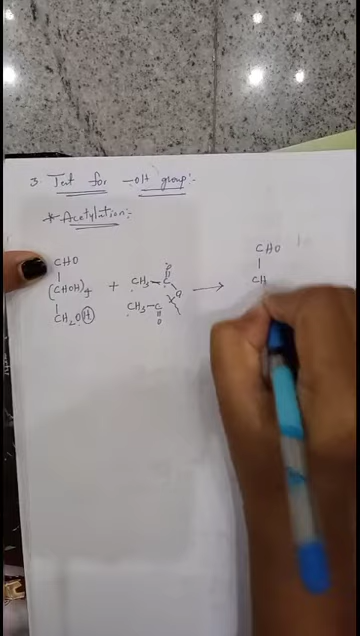 3. Test for -OH group:-
* Acetylation:-
CHO
(CHOH)4
CH2OH
+
O
CH3-C
O
CH3-C
O
→
CHO
CH